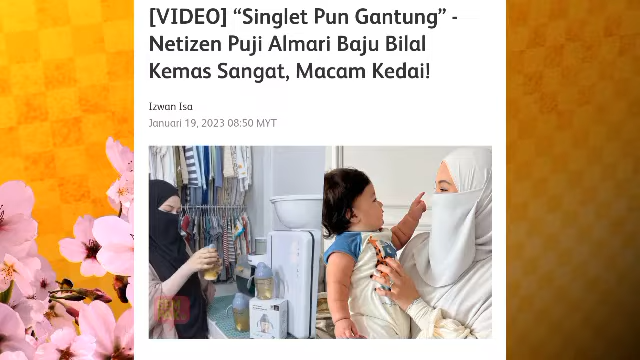 [VIDEO] “Singlet Pun Gantung” -
Netizen Puji Almari Baju Bilal
Kemas Sangat, Macam Kedai!
Izwan Isa
Januari 19, 2023 08:50 MYT